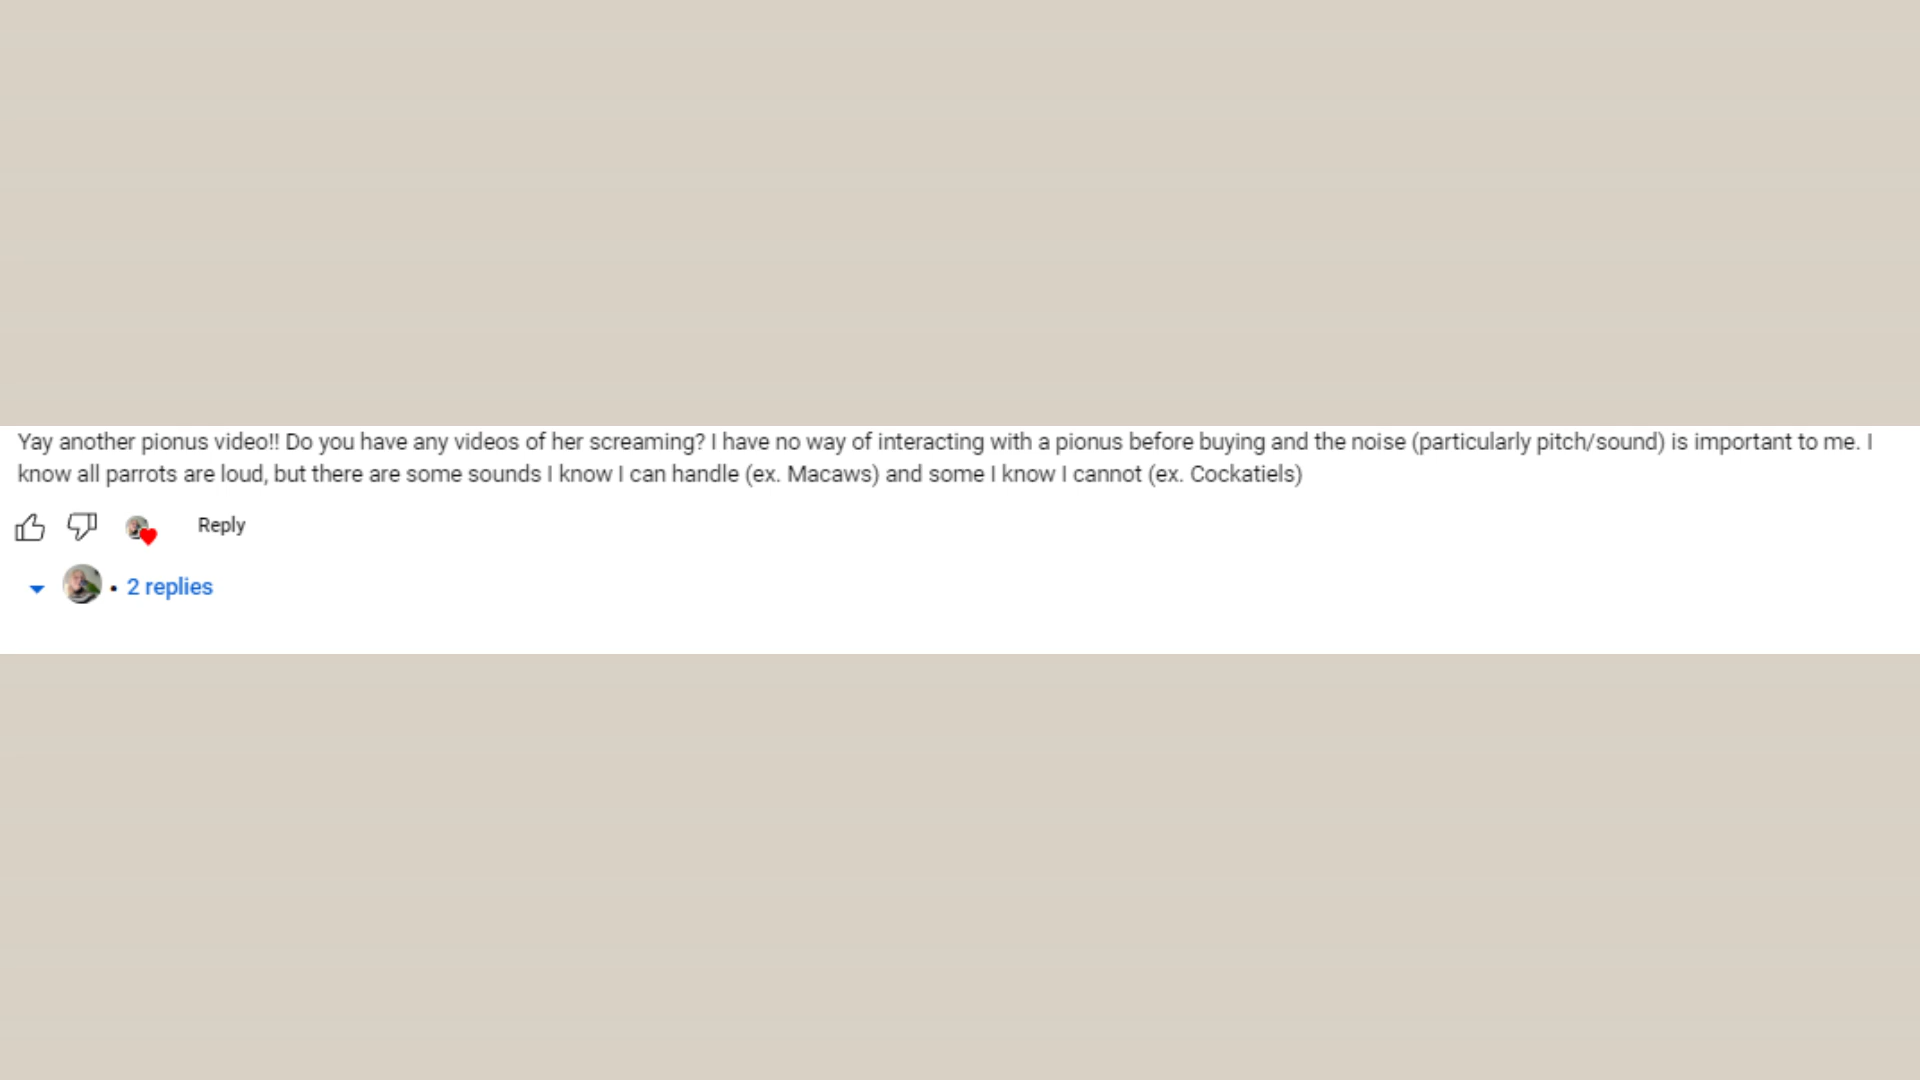 Yay another pionus video!! Do you have any videos of her screaming? I have no way of interacting with a pionus before buying and the noise (particularly pitch/sound) is important to me. I
know all parrots are loud, but there are some sounds I know I can handle (ex. Macaws) and some I know I cannot (ex. Cockatiels)
Reply
• 2 replies